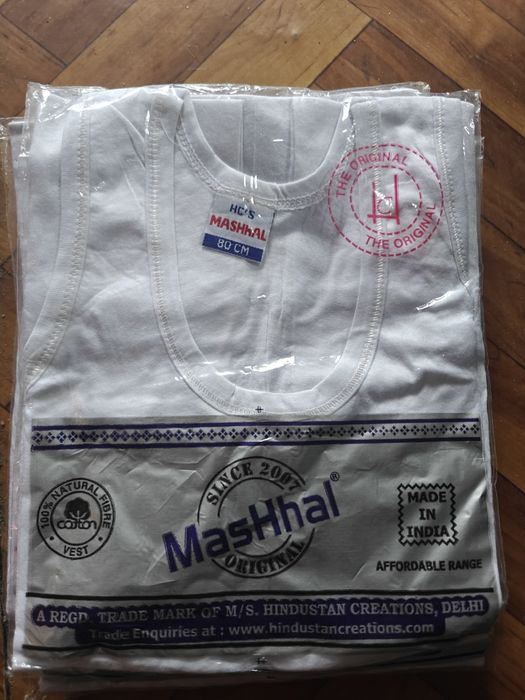 THE ORIGINAL
THE ORIGINAL
HC'S
MASHhAL
80 CM
SINCE 2007
MasHhal®
ORIGINAL
100% NATURAL FIBRE
cotton
VEST
MADE
IN
INDIA
AFFORDABLE RANGE
A REGD. TRADE MARK OF M/S. HINDUSTAN CREATIONS, DELHI
Trade Enquiries at : www.hindustancreations.com